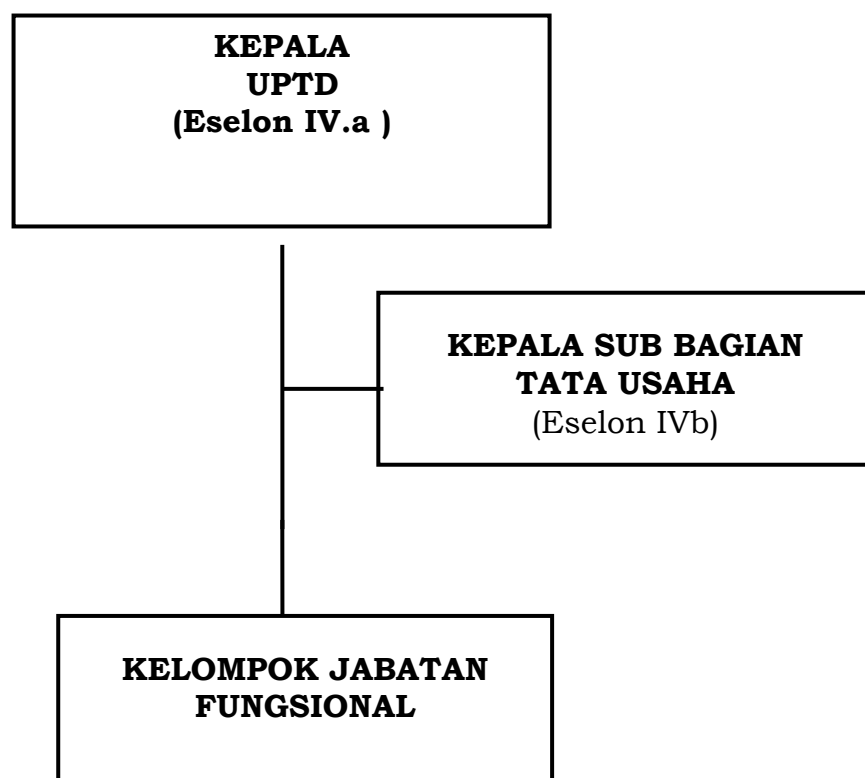 KEPALA
UPTD
(Eselon IV.a )
KEPALA SUB BAGIAN
TATA USAHA
(Eselon IVb)
KELOMPOK JABATAN
FUNGSIONAL